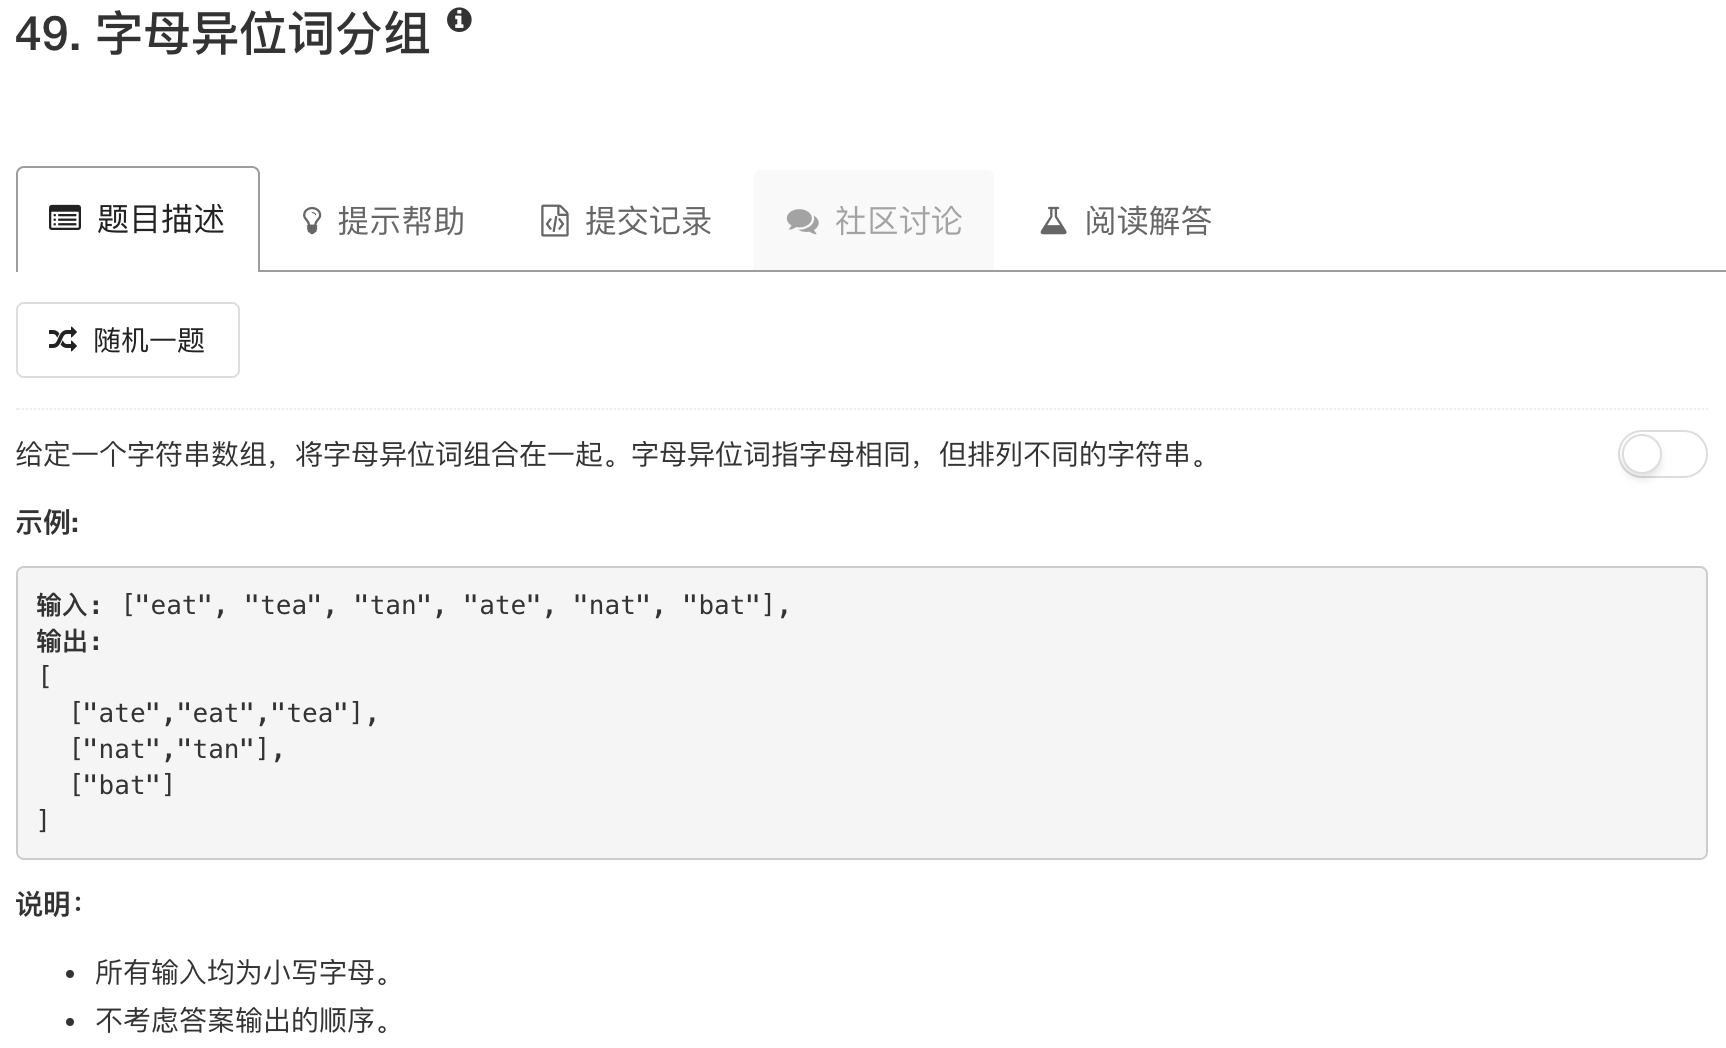 49. 字母异位词分组
题目描述 提示帮助 提交记录 社区讨论 阅读解答
随机一题
给定一个字符串数组，将字母异位词组合在一起。字母异位词指字母相同，但排列不同的字符串。
示例:
输入: ["eat", "tea", "tan", "ate", "nat", "bat"],
输出:
[
  ["ate","eat","tea"],
  ["nat","tan"],
  ["bat"]
]
说明：
• 所有输入均为小写字母。
• 不考虑答案输出的顺序。